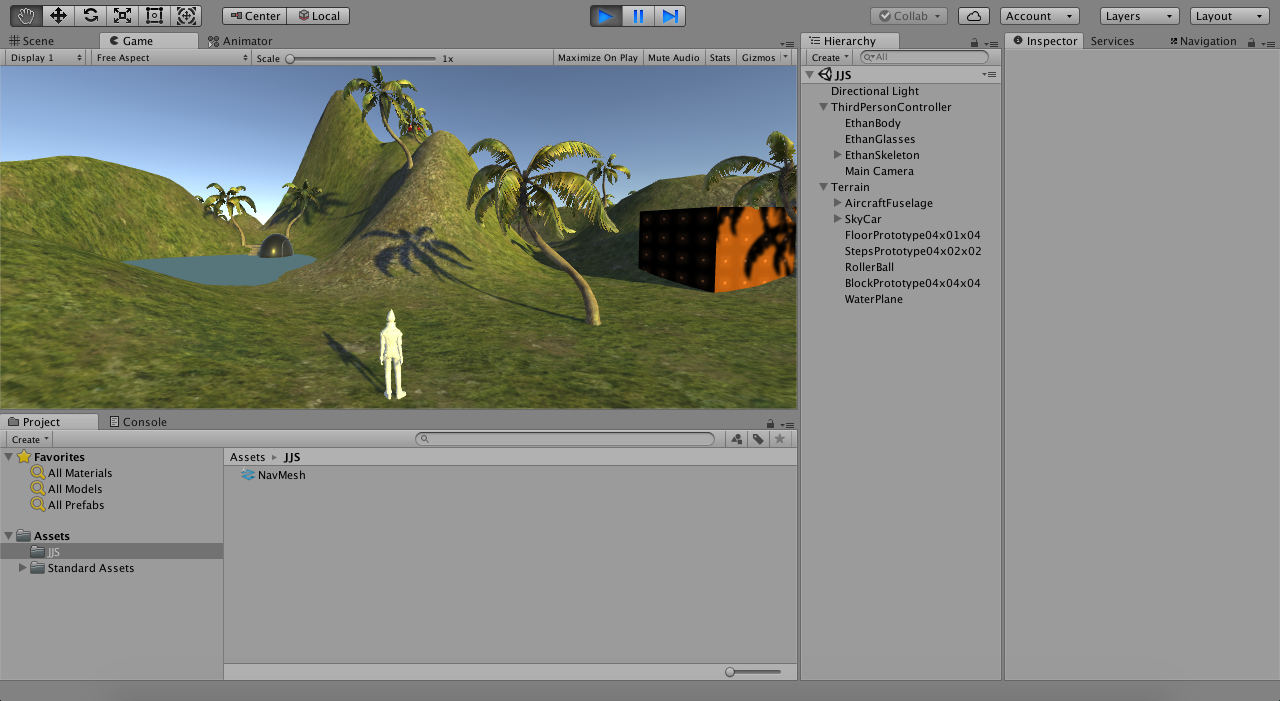 Center Local Collab Account Layers Layout
Scene Game Animator
Display 1 Free Aspect Scale 1x Maximize On Play Mute Audio Stats Gizmos
Hierarchy
Create All
JJS
Directional Light
ThirdPersonController
EthanBody
EthanGlasses
EthanSkeleton
Main Camera
Terrain
AircraftFuselage
SkyCar
FloorPrototype04x01x04
StepsPrototype04x02x02
RollerBall
BlockPrototype04x04x04
WaterPlane
Inspector Services Navigation
Project Console
Create
Favorites
All Materials
All Models
All Prefabs
Assets
JJS
Standard Assets
Assets JJS
NavMesh